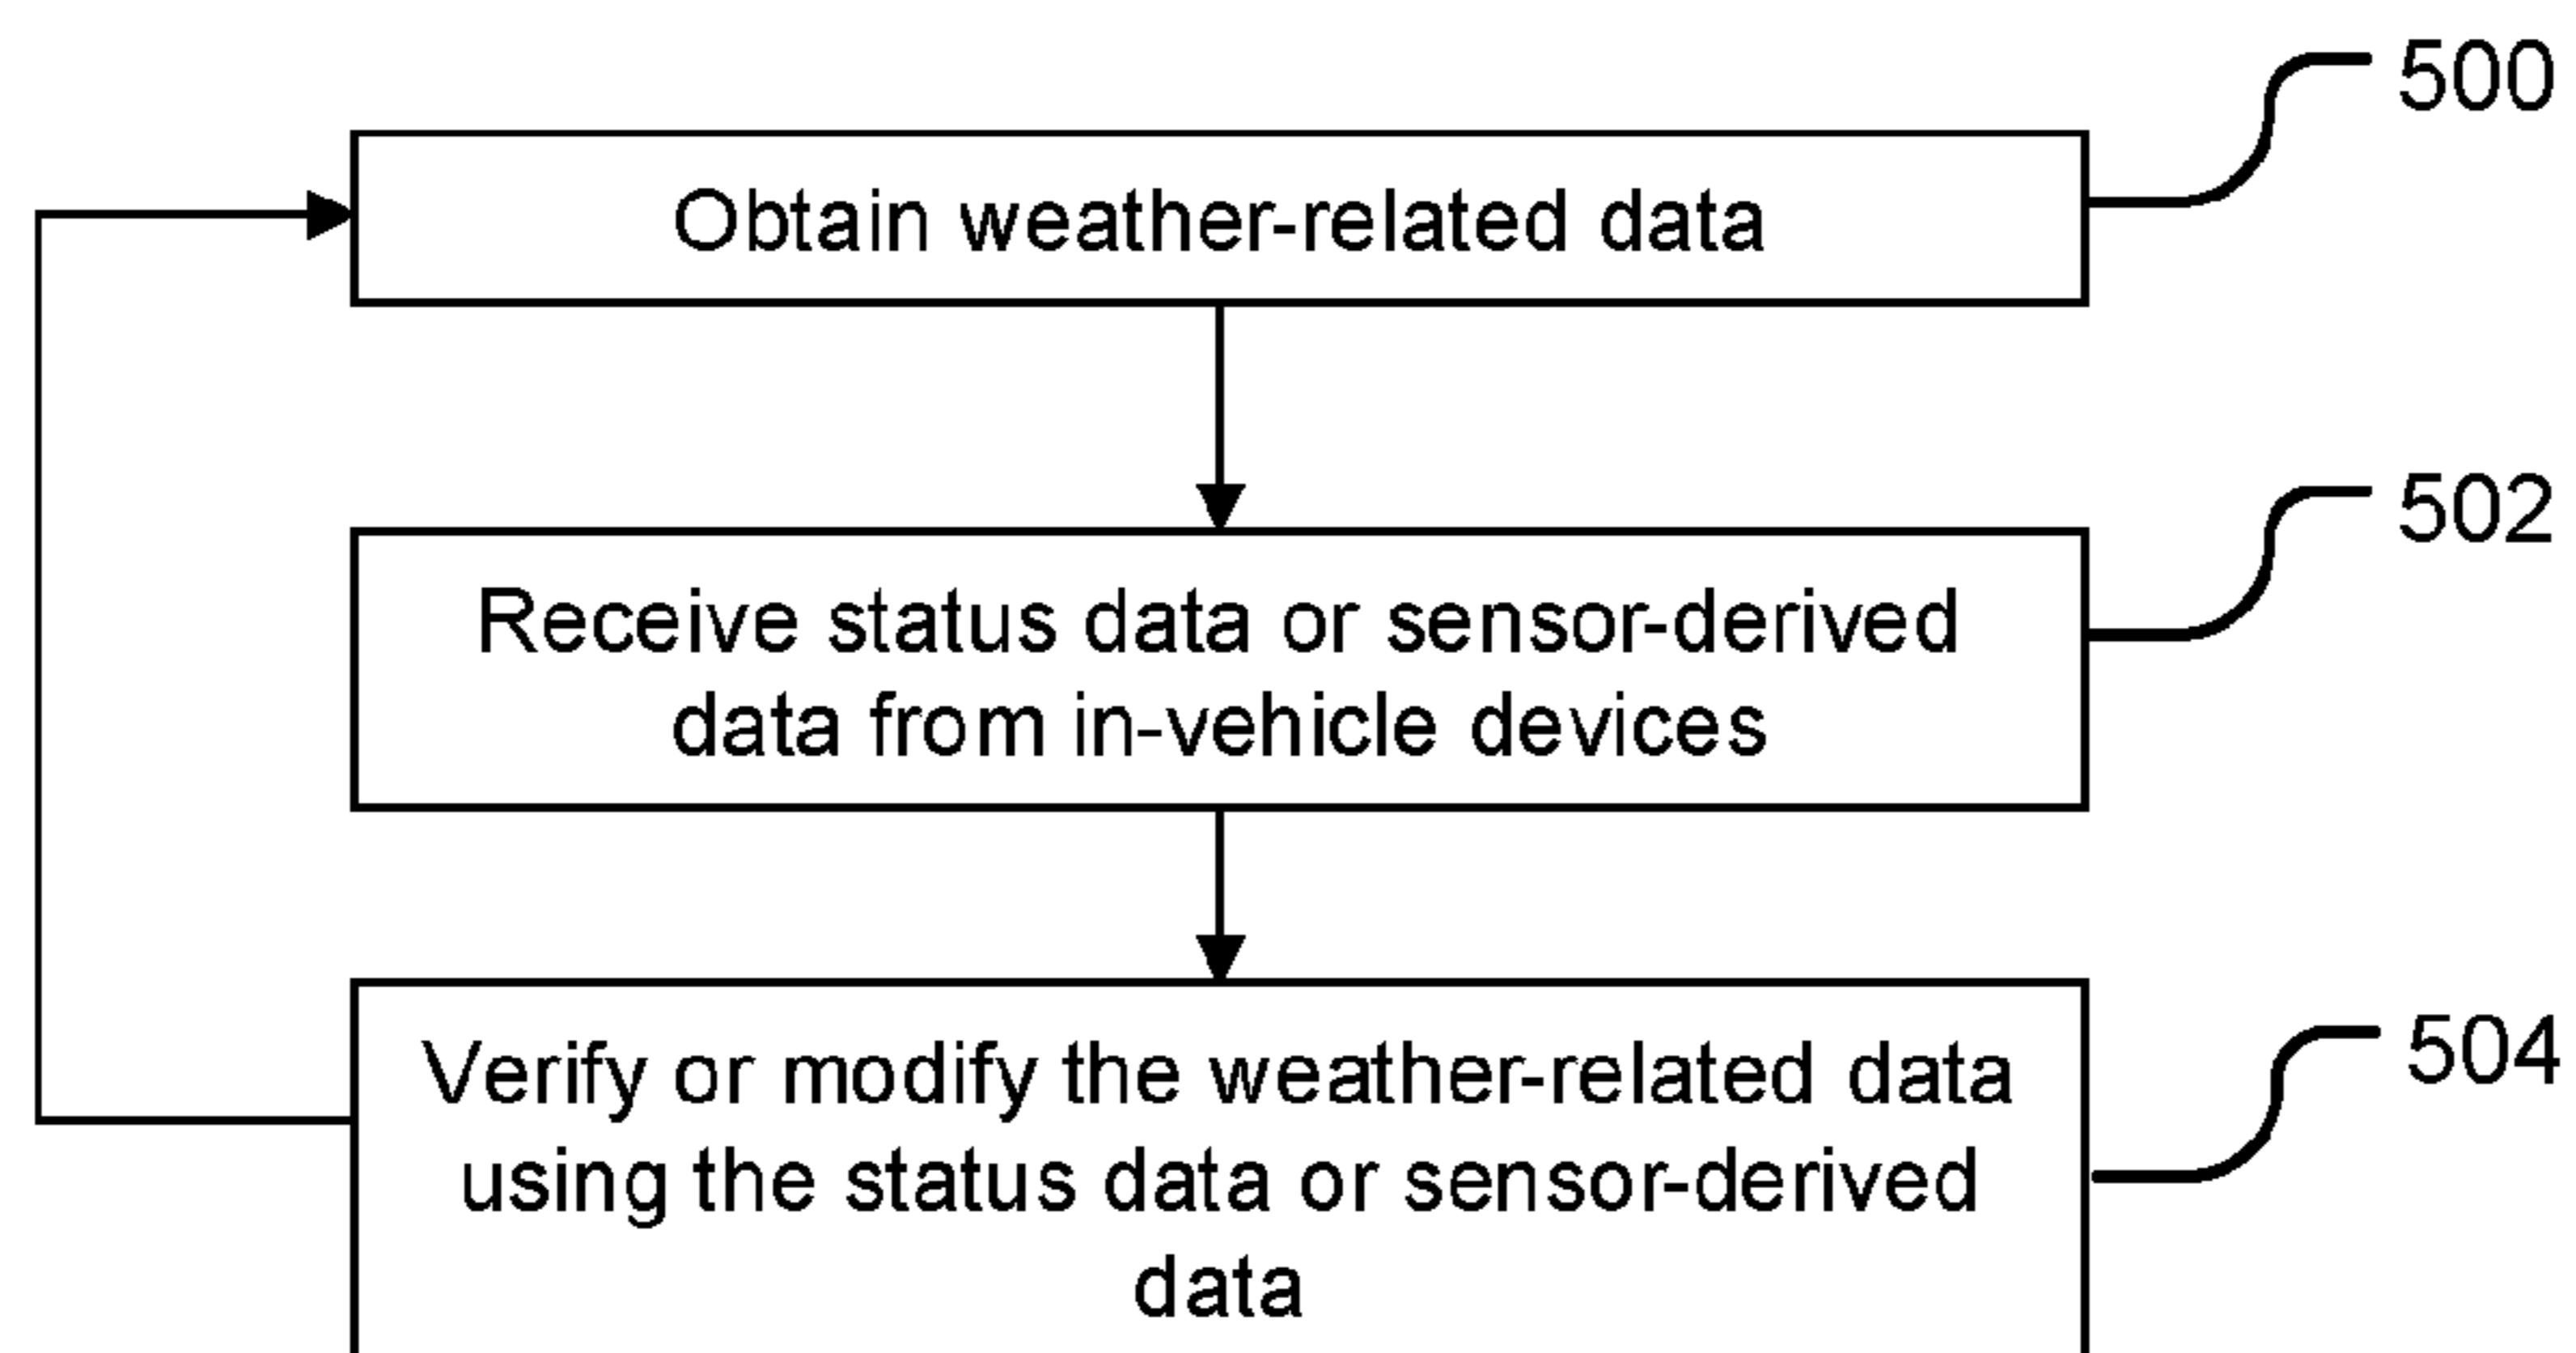 500
Obtain weather-related data
502
Receive status data or sensor-derived
data from in-vehicle devices
504
Verify or modify the weather-related data
using the status data or sensor-derived
data